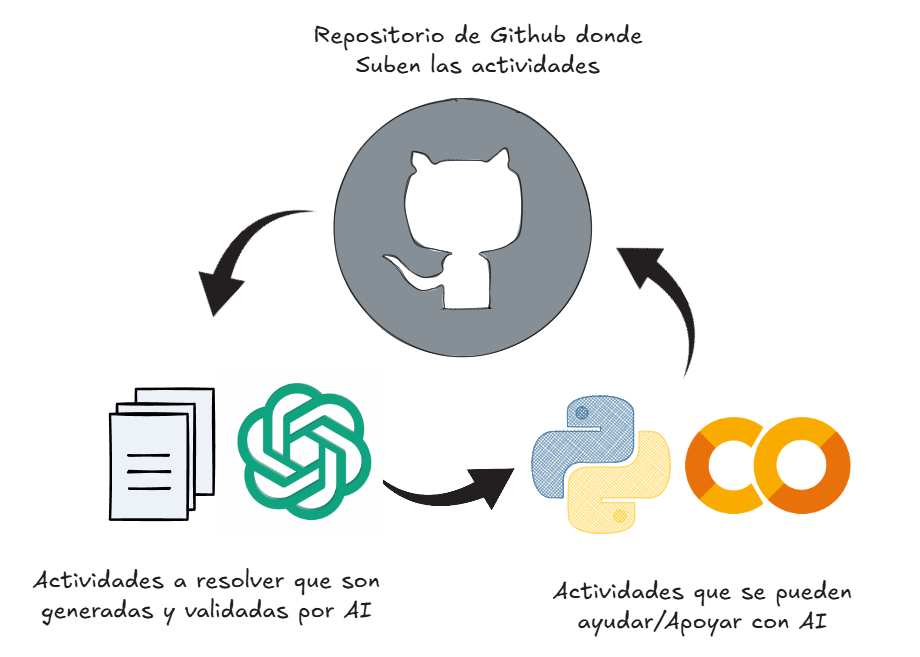 Repositorio de Github donde
Suben las actividades
Actividades a resolver que son
generadas y validadas por AI
Actividades que se pueden
ayudar/Apoyar con AI